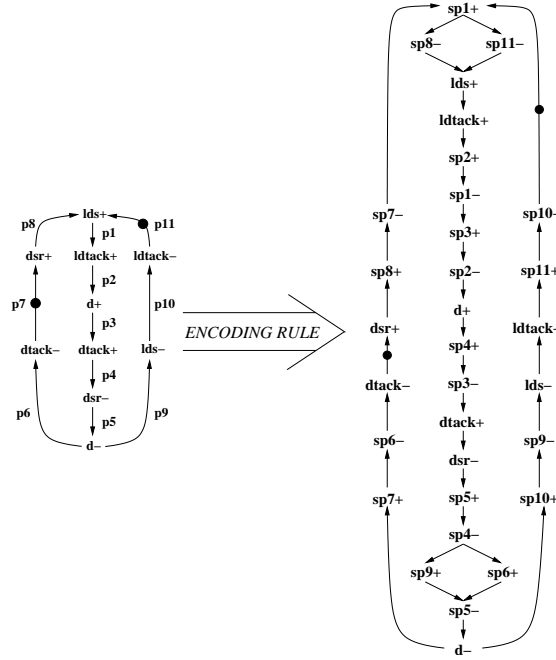 lds+
p8 p1 p11
dsr+ ldtack+ ldtack−
p2
p7 d+ p10
p3
dtack− dtack+ lds−
p4
dsr−
p6 p5 p9
d−
ENCODING RULE
sp1+
sp8− sp11−
lds+
ldtack+
sp2+
sp1−
sp7− sp3+ sp10−
sp8+ sp2− sp11+
d+
dsr+ sp4+ ldtack−
dtack− sp3− lds−
dtack+
sp6− sp9−
dsr−
sp7+ sp5+ sp10+
sp4−
sp9+ sp6+
sp5−
d−